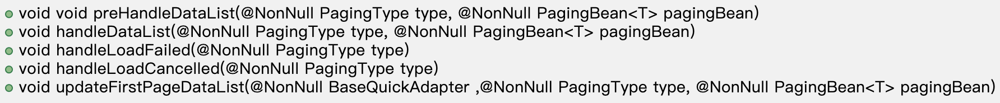 void void preHandleDataList(@NonNull PagingType type, @NonNull PagingBean<T> pagingBean)
void handleDataList(@NonNull PagingType type, @NonNull PagingBean<T> pagingBean)
void handleLoadFailed(@NonNull PagingType type)
void handleLoadCancelled(@NonNull PagingType type)
void updateFirstPageDataList(@NonNull BaseQuickAdapter ,@NonNull PagingType type, @NonNull PagingBean<T> pagingBean)